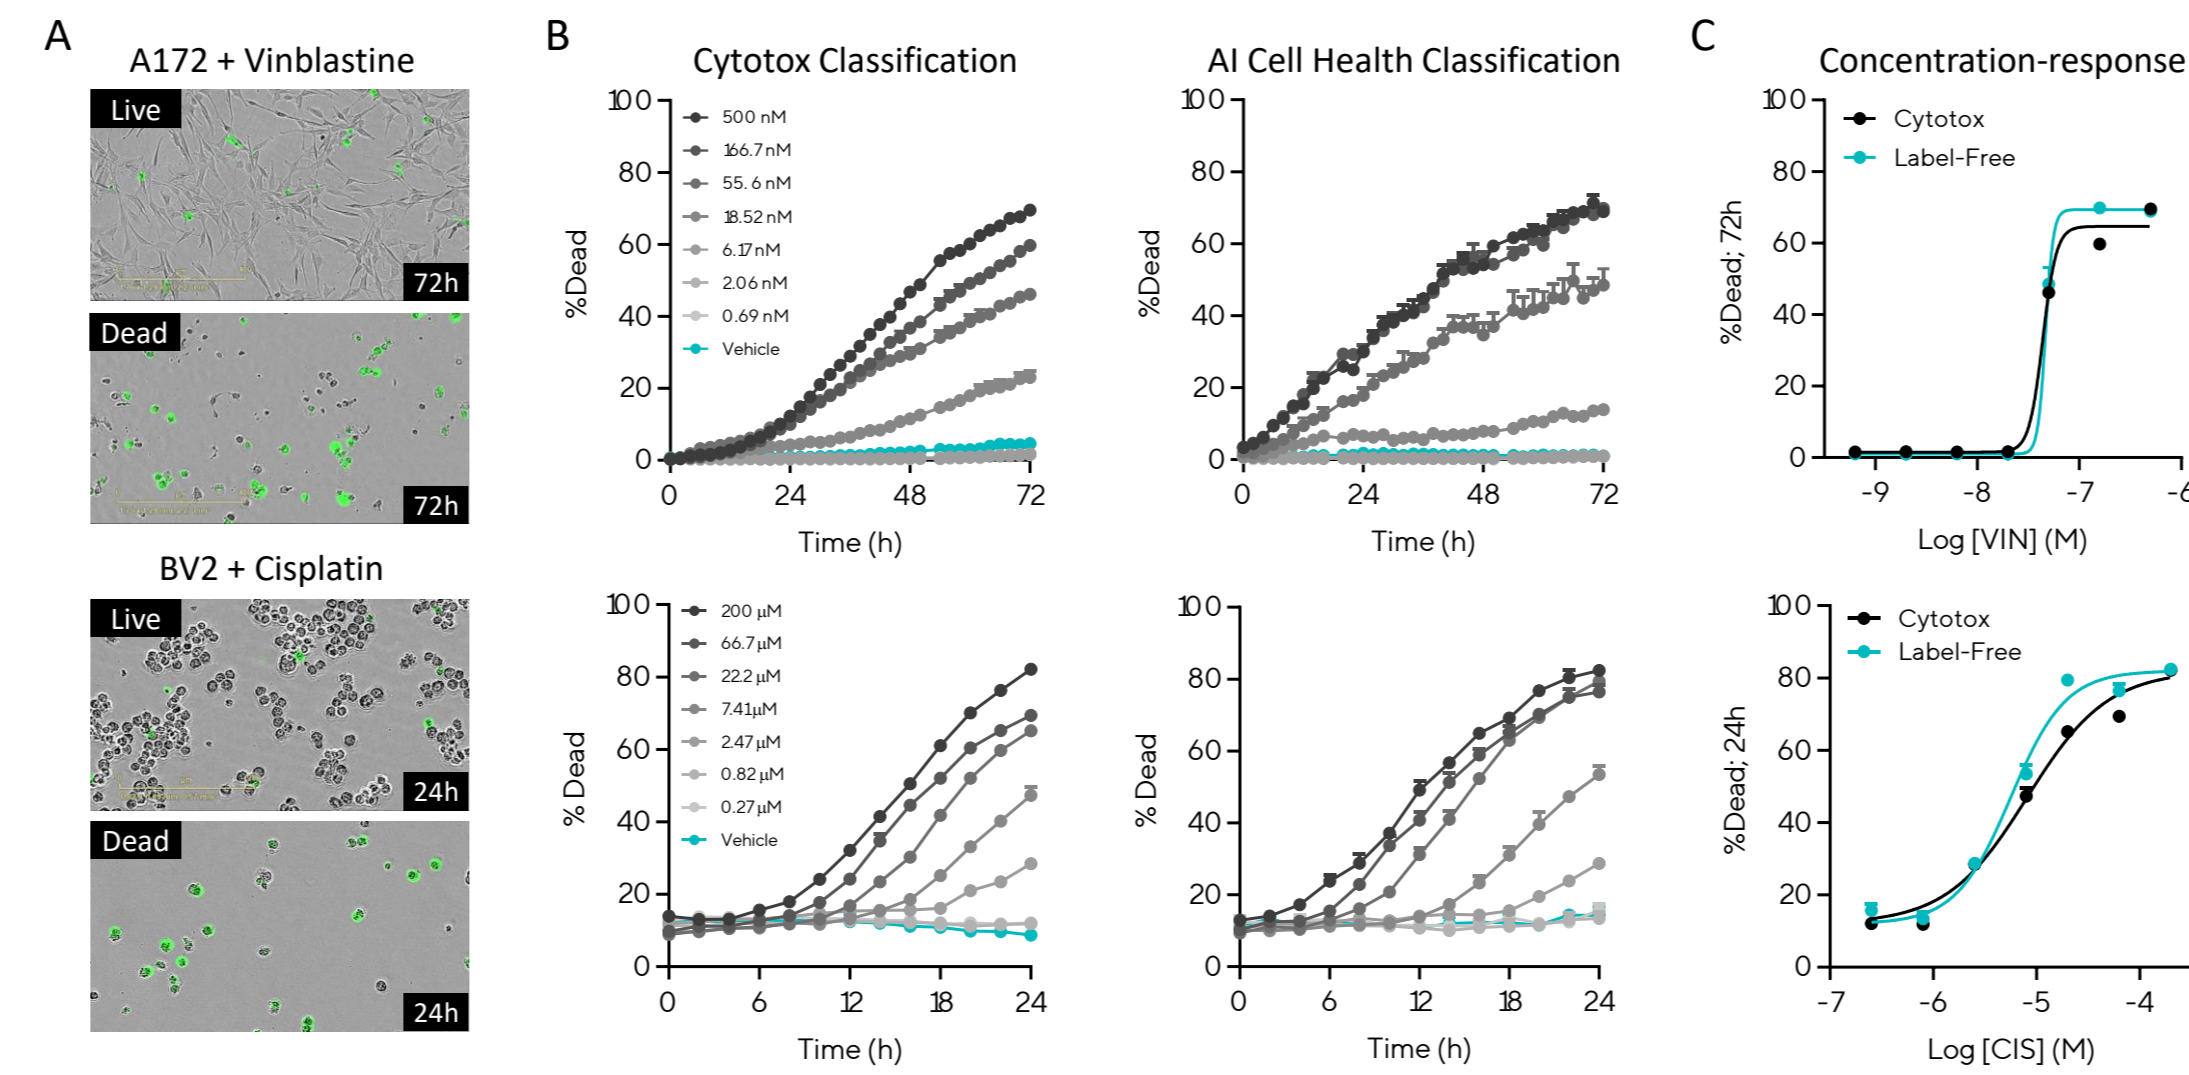 A
A172 + Vinblastine
Live
72h
Dead
72h
BV2 + Cisplatin
Live
24h
Dead
24h
B
Cytotox Classification
100
80
60
40
20
0
%Dead
500 nM
166.7 nM
55. 6 nM
18.52 nM
6.17 nM
2.06 nM
0.69 nM
Vehicle
0 24 48 72
Time (h)
AI Cell Health Classification
100
80
60
40
20
0
%Dead
0 24 48 72
Time (h)
100
80
60
40
20
0
% Dead
200 µM
66.7 µM
22.2 µM
7.41µM
2.47 µM
0.82 µM
0.27 µM
Vehicle
0 6 12 18 24
Time (h)
100
80
60
40
20
0
% Dead
0 6 12 18 24
Time (h)
C
Concentration-response
100
80
60
40
20
0
%Dead; 72h
Cytotox
Label-Free
-9 -8 -7 -6
Log [VIN] (M)
100
80
60
40
20
0
%Dead; 24h
Cytotox
Label-Free
-7 -6 -5 -4
Log [CIS] (M)